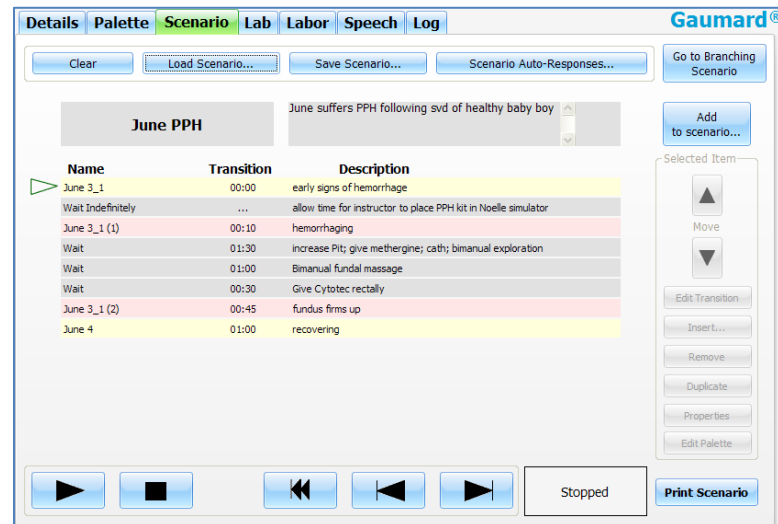 Details Palette Scenario Lab Labor Speech Log
Gaumard®
Clear Load Scenario... Save Scenario... Scenario Auto-Responses...
Go to Branching
Scenario
June PPH
June suffers PPH following svd of healthy baby boy
Add
to scenario...
Name Transition Description
June 3_1 00:00 early signs of hemorrhage
Wait Indefinitely ... allow time for instructor to place PPH kit in Noelle simulator
June 3_1 (1) 00:10 hemorrhaging
Wait 01:30 increase Pit; give methergine; cath; bimanual exploration
Wait 01:00 Bimanual fundal massage
Wait 00:30 Give Cytotec rectally
June 3_1 (2) 00:45 fundus firms up
June 4 01:00 recovering
Selected Item
Move
Edit Transition
Insert...
Remove
Duplicate
Properties
Edit Palette
Stopped
Print Scenario